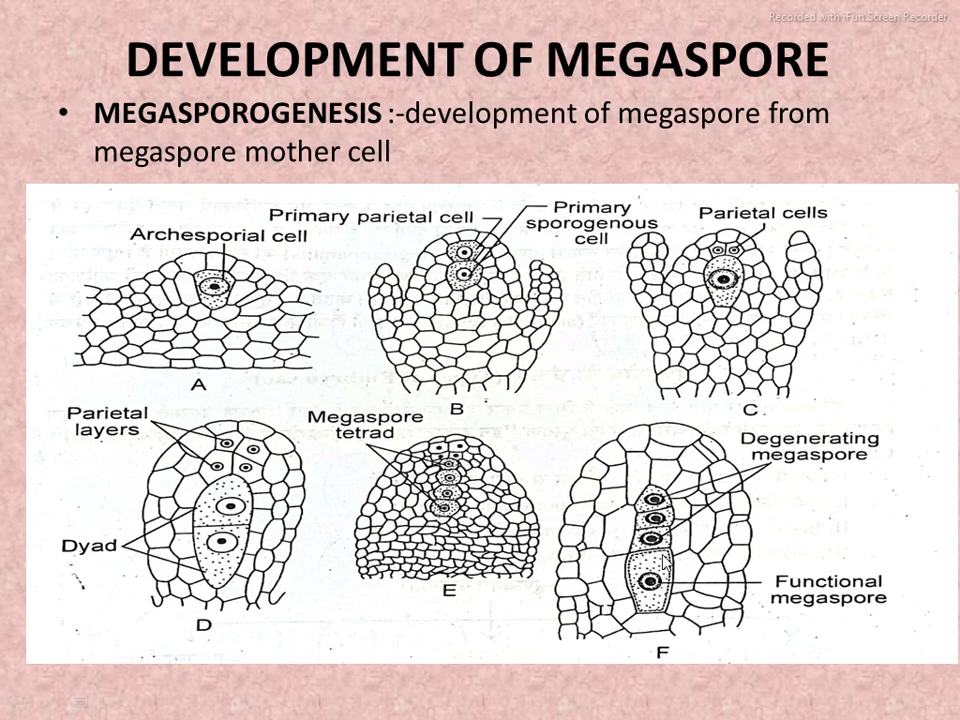 Recorded with iFun Screen Recorder
DEVELOPMENT OF MEGASPORE
• MEGASPOROGENESIS :-development of megaspore from
megaspore mother cell
Archesporial cell
Primary parietal cell
Primary
sporogenous
cell
Parietal cells
A
B
C
Parietal
layers
Dyad
D
Megaspore
tetrad
E
Degenerating
megaspore
Functional
megaspore
F